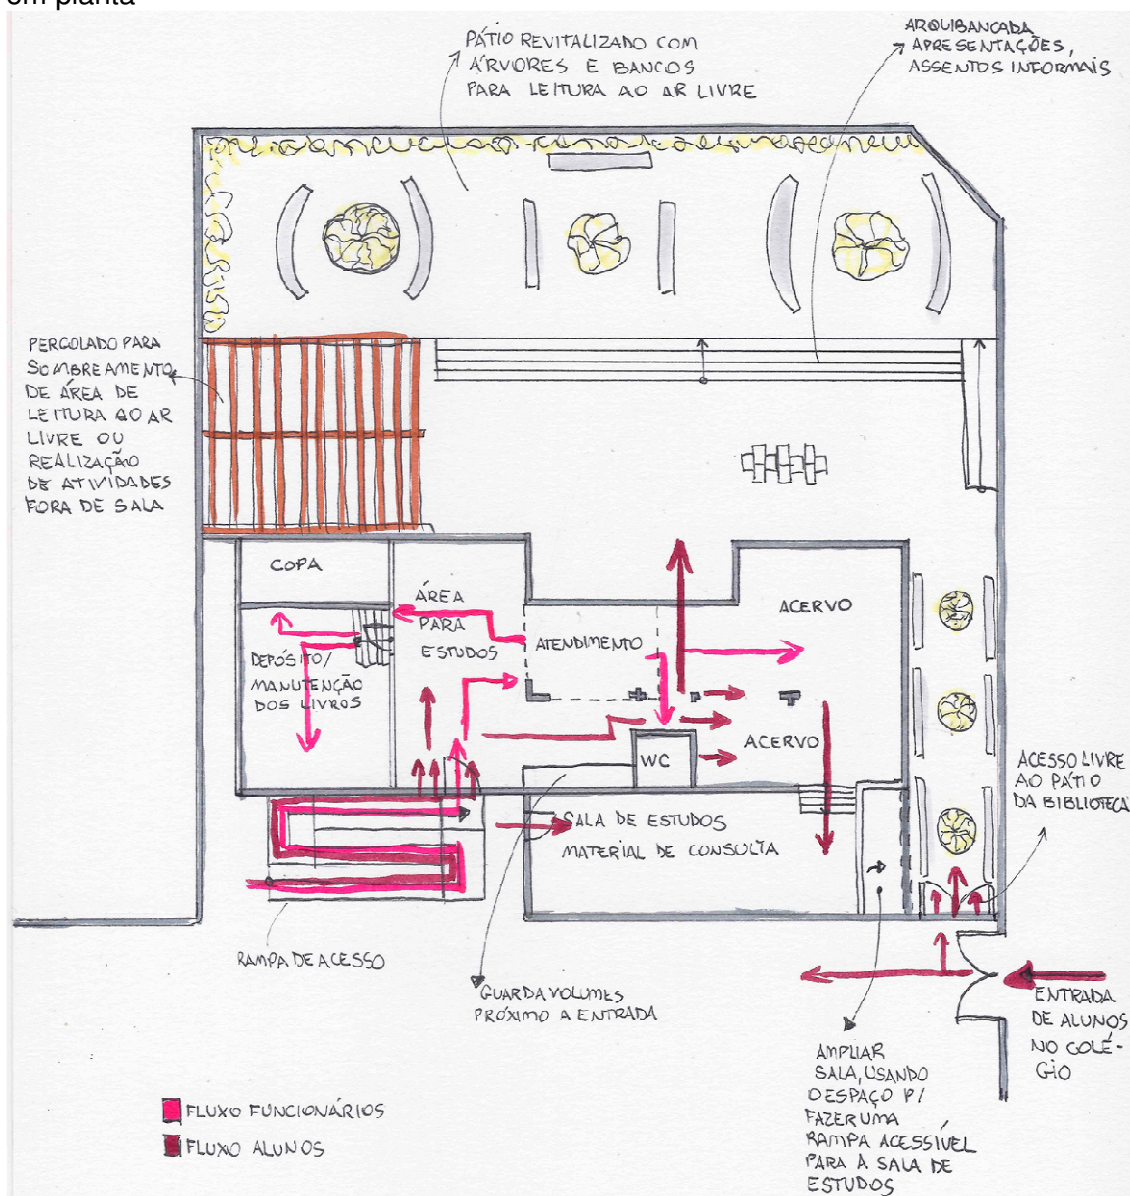 em planta
PÁTIO REVITALIZADO COM
ÁRVORES E BANCOS
PARA LEITURA AO AR LIVRE
ARQUIBANCADA
APRESENTAÇÕES,
ASSENTOS INFORMAIS
PERGOLADO PARA
SOMBREAMENTO
DE ÁREA DE
LEITURA AO AR
LIVRE OU
REALIZAÇÃO
DE ATIVIDADES
FORA DE SALA
COPA
ÁREA
PARA
ESTUDOS
ATENDIMENTO
ACERVO
DEPÓSITO/
MANUTENÇÃO
DOS LIVROS
WC
ACERVO
SALA DE ESTUDOS
MATERIAL DE CONSULTA
ACESSO LIVRE
AO PÁTIO
DA BIBLIOTECA
RAMPA DE ACESSO
GUARDA VOLUMES
PRÓXIMO A ENTRADA
ENTRADA
DE ALUNOS
NO COLÉ-
GIO
AMPLIAR
SALA, USANDO
O ESPAÇO P/
FAZER UMA
RAMPA ACESSÍVEL
PARA A SALA DE
ESTUDOS
FLUXO FUNCIONÁRIOS
FLUXO ALUNOS